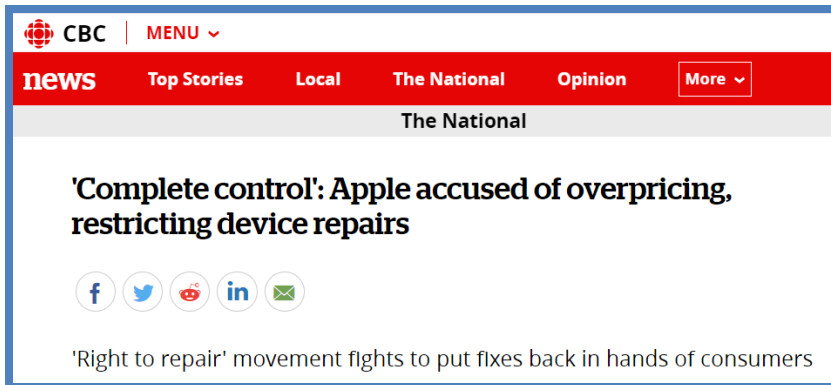 CBC MENU
news Top Stories Local The National Opinion More
The National
'Complete control': Apple accused of overpricing,
restricting device repairs
f in
'Right to repair' movement fights to put fixes back in hands of consumers